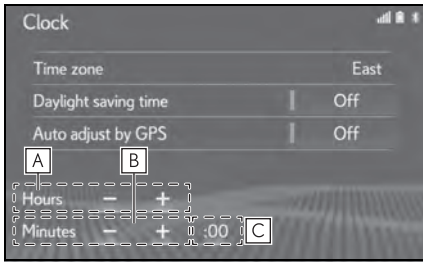 Clock
Time zone East
Daylight saving time Off
Auto adjust by GPS Off
A B
Hours - +
Minutes - + :00 C